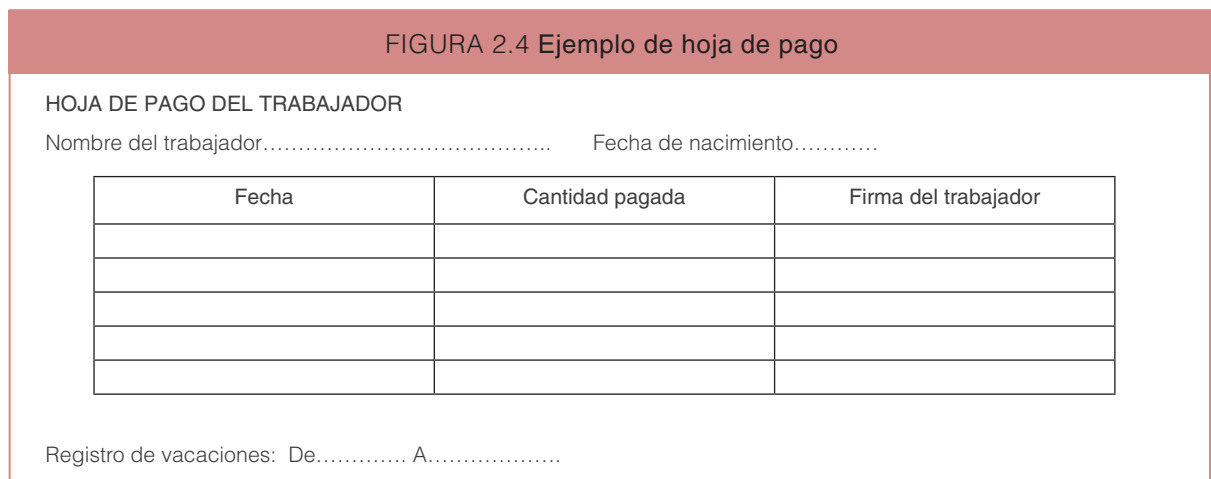 FIGURA 2.4 Ejemplo de hoja de pago
HOJA DE PAGO DEL TRABAJADOR
Nombre del trabajador………………………………….. Fecha de nacimiento…………
Fecha Cantidad pagada Firma del trabajador
Registro de vacaciones: De…………. A……………….